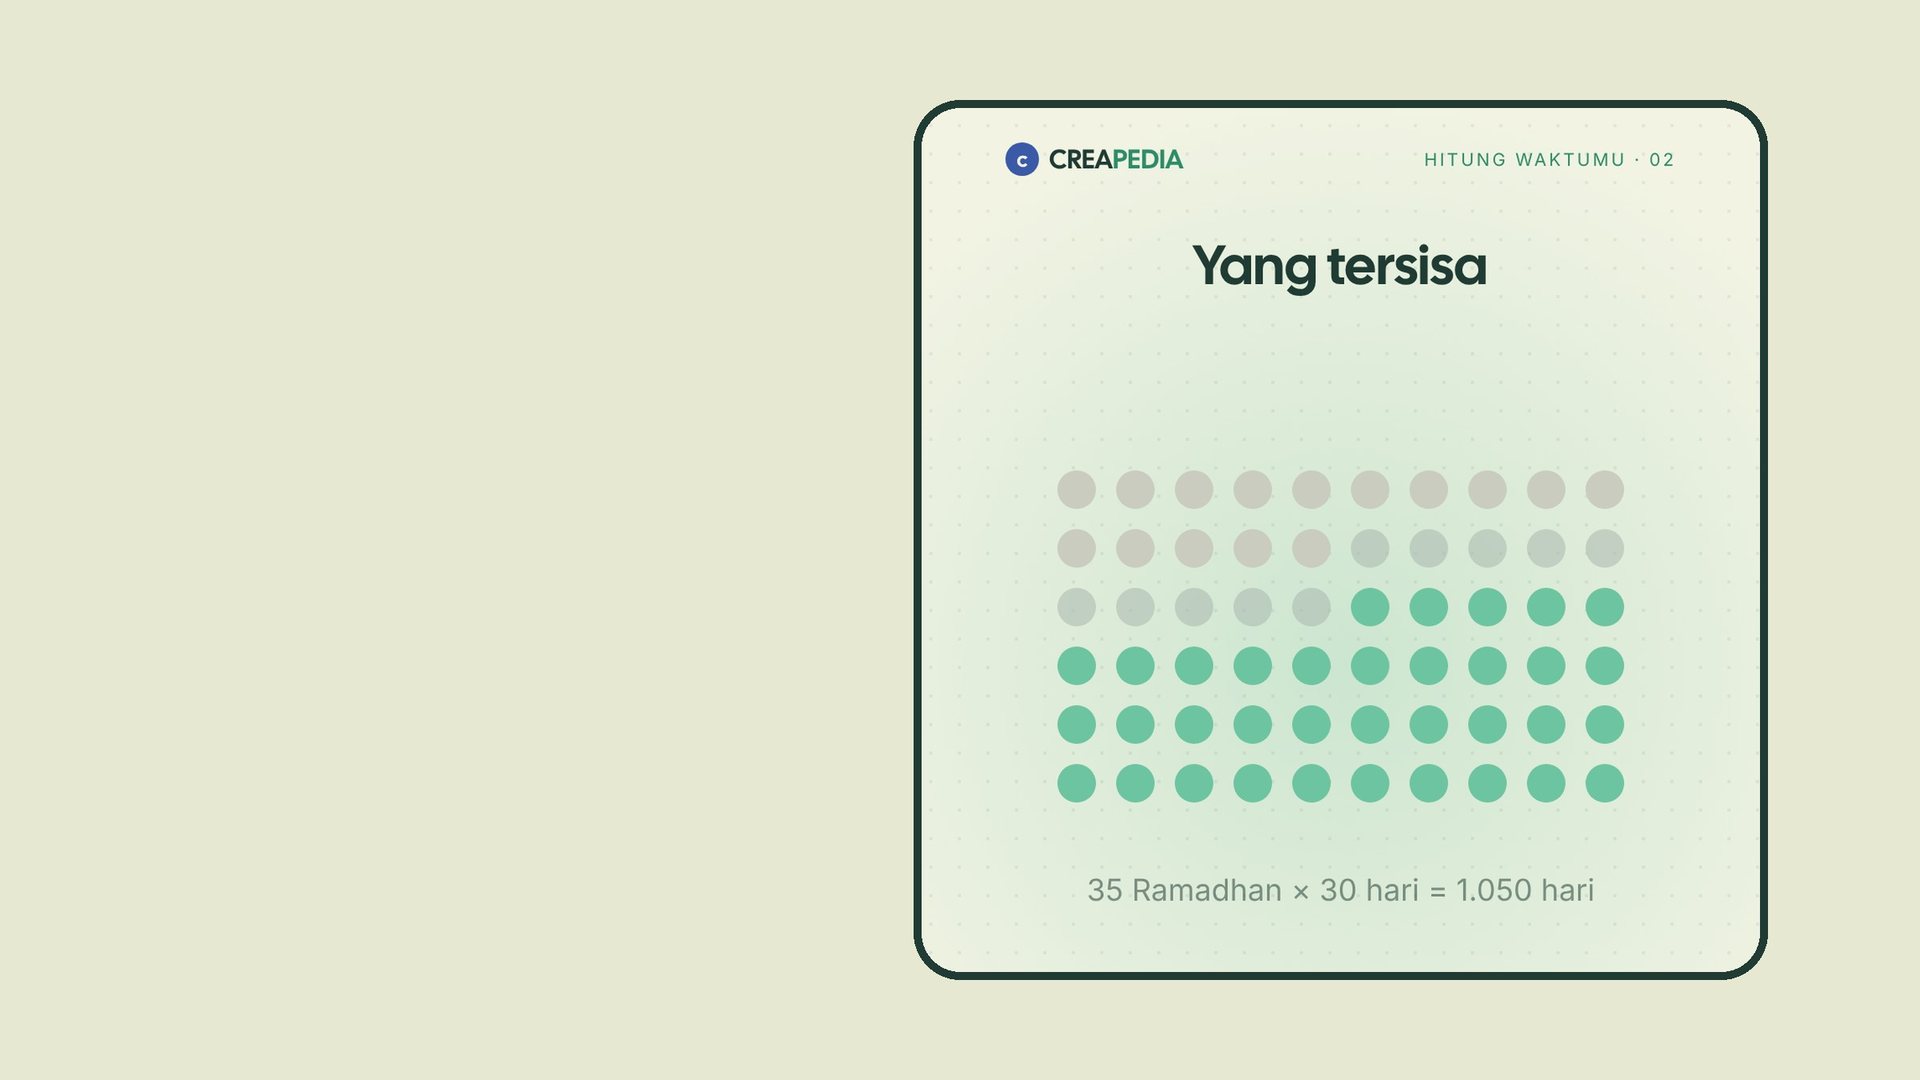 c CREAPEDIA
HITUNG WAKTUMU · 02
Yang tersisa
35 Ramadhan × 30 hari = 1.050 hari